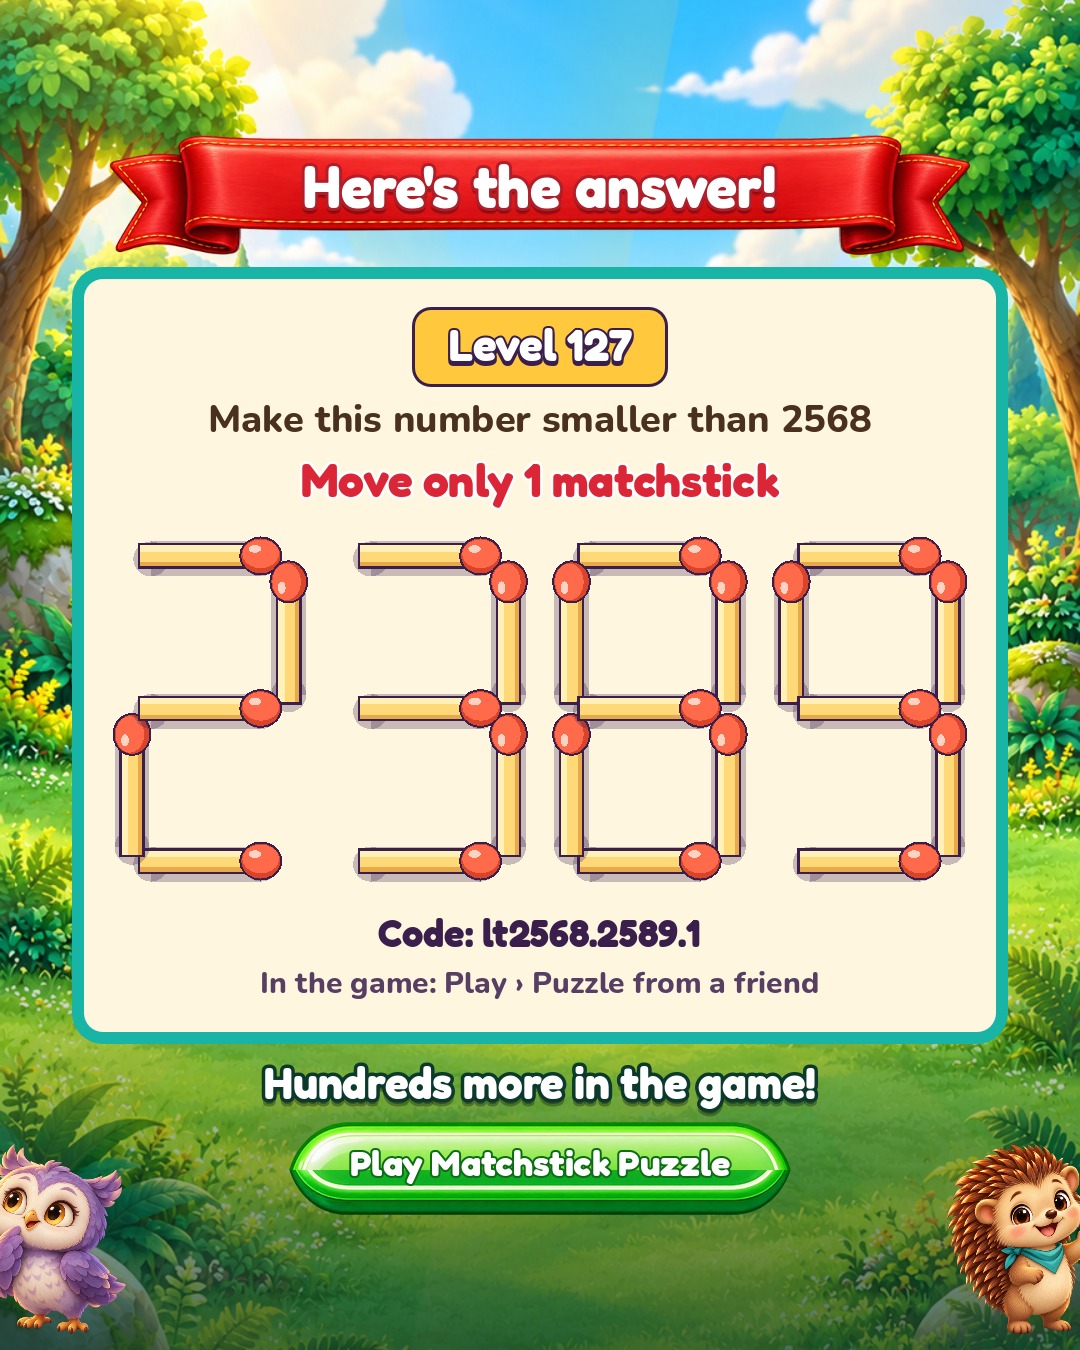 Here's the answer!
Level 127
Make this number smaller than 2568
Move only 1 matchstick
2389
Code: lt2568.2589.1
In the game: Play › Puzzle from a friend
Hundreds more in the game!
Play Matchstick Puzzle